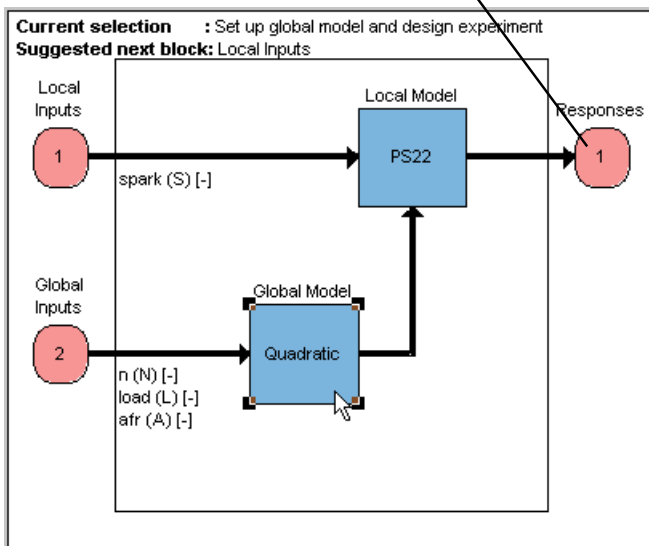 Current selection : Set up global model and design experiment
Suggested next block: Local Inputs
Local
Inputs
1
spark (S) [-]
Local Model
PS22
Responses
1
Global
Inputs
2
n (N) [-]
load (L) [-]
afr (A) [-]
Global Model
Quadratic